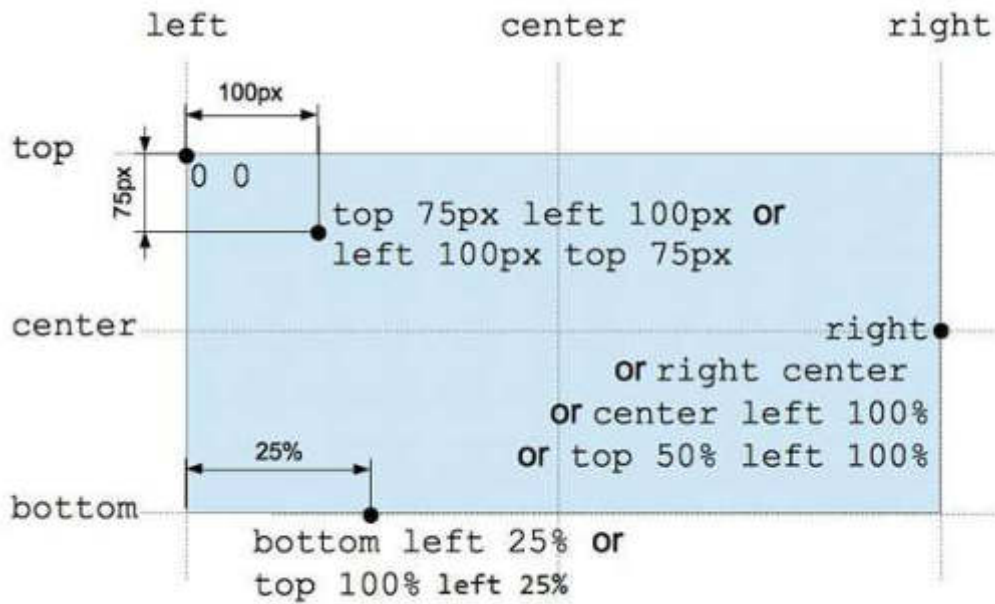 left center right
100px
top
0 0
75px
top 75px left 100px or
left 100px top 75px
center
right
or right center
or center left 100%
or top 50% left 100%
25%
bottom
bottom left 25% or
top 100% left 25%